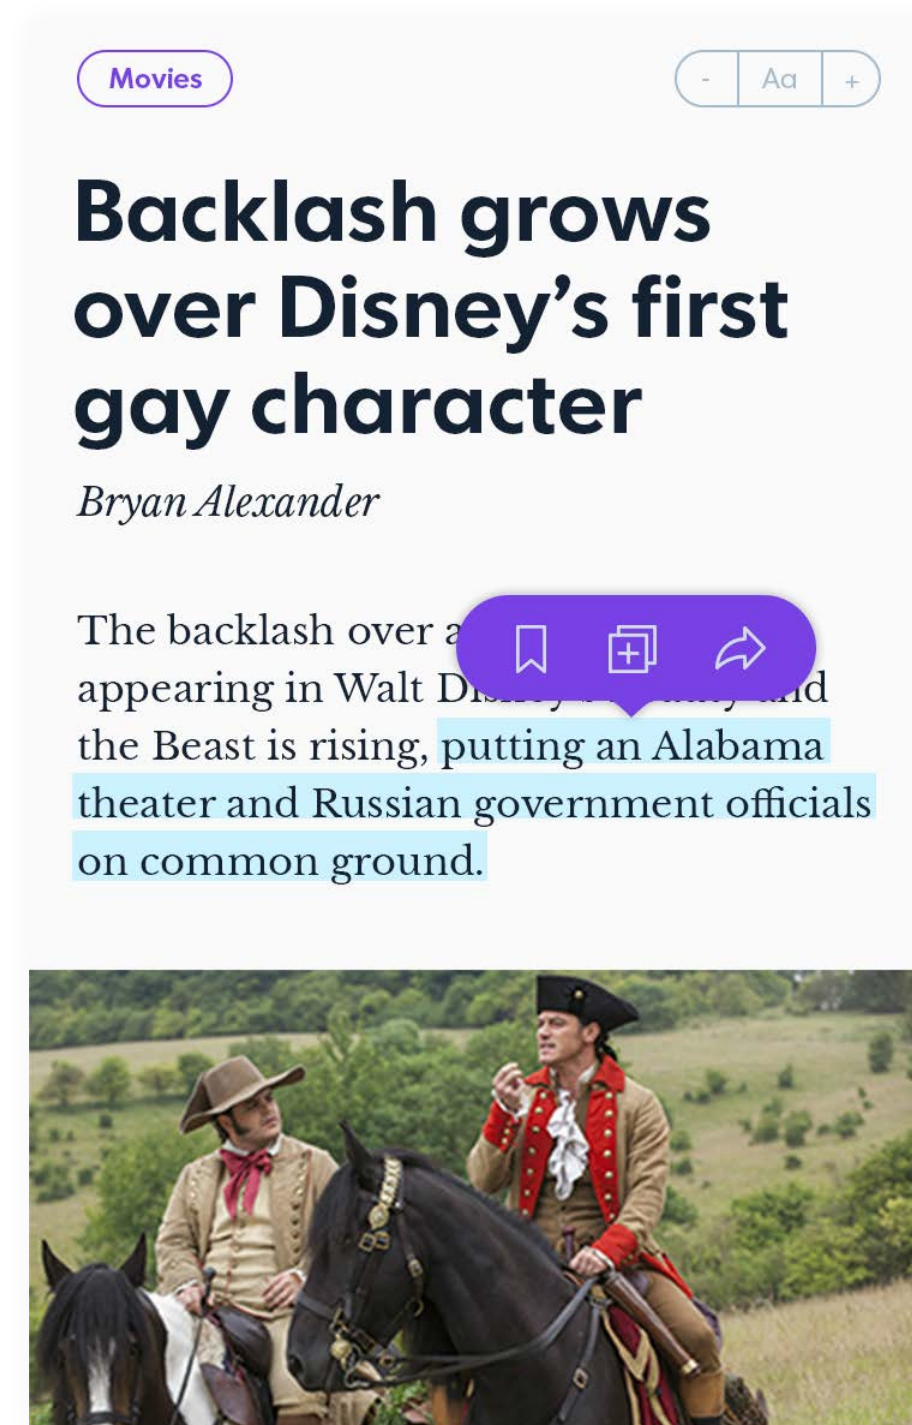 Movies
- Aa +
Backlash grows
over Disney’s first
gay character
Bryan Alexander
The backlash over
appearing in Walt and
the Beast is rising, putting an Alabama
theater and Russian government officials
on common ground.